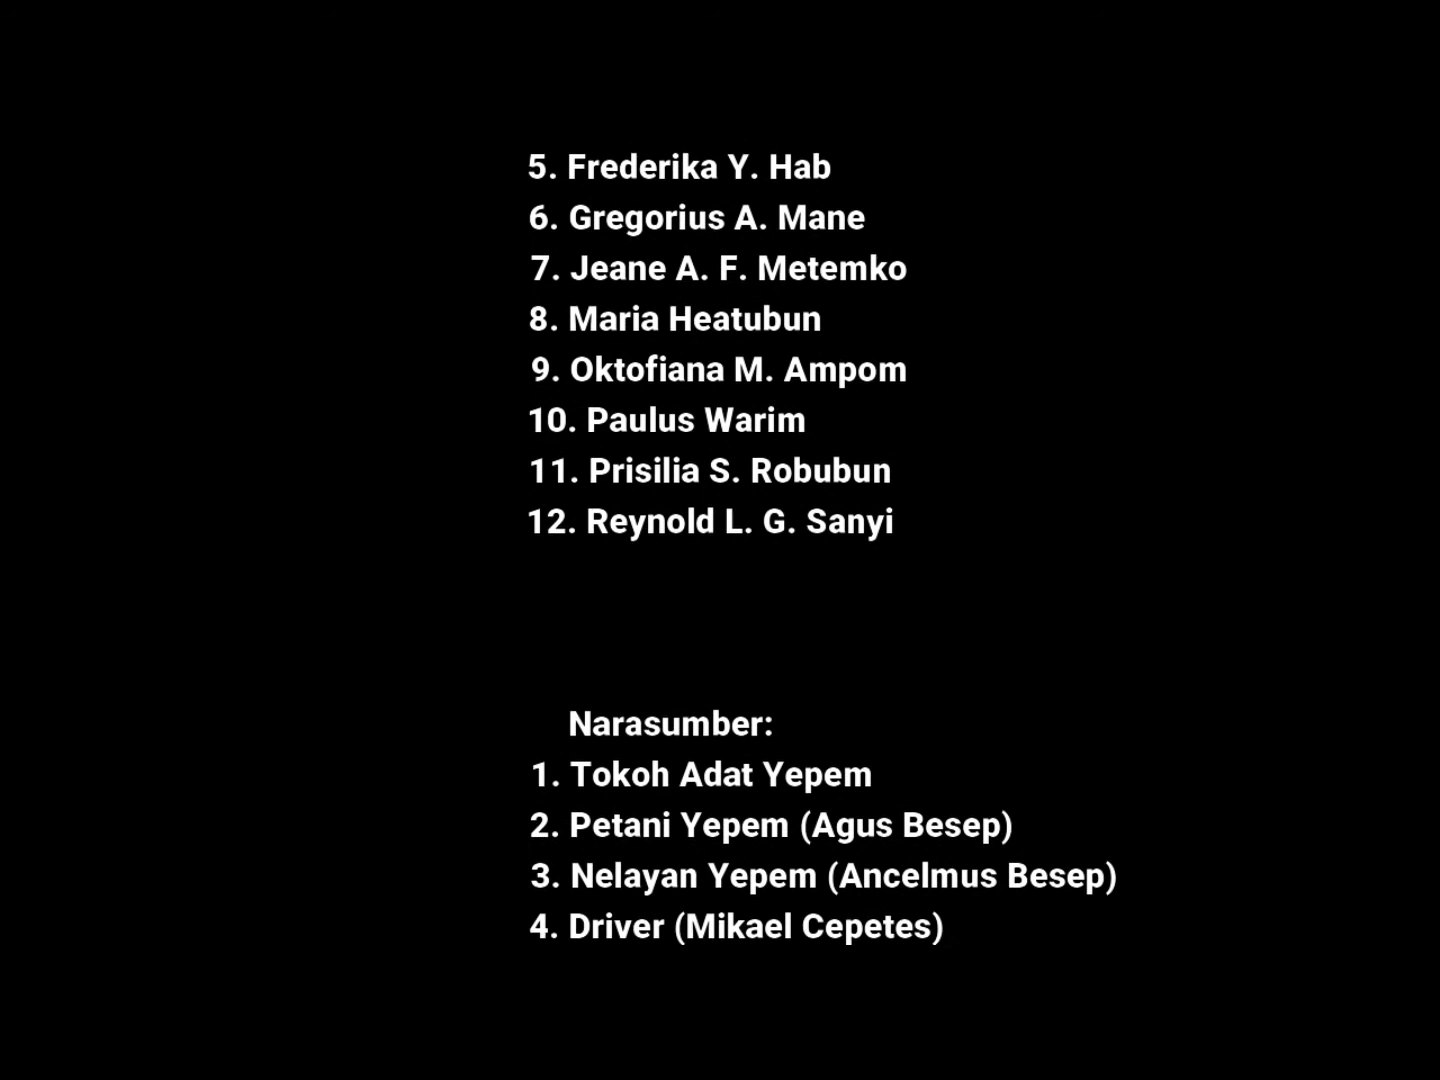 5. Frederika Y. Hab
6. Gregorius A. Mane
7. Jeane A. F. Metemko
8. Maria Heatubun
9. Oktofiana M. Ampom
10. Paulus Warim
11. Prisilia S. Robubun
12. Reynold L. G. Sanyi
Narasumber:
1. Tokoh Adat Yepem
2. Petani Yepem (Agus Besep)
3. Nelayan Yepem (Ancelmus Besep)
4. Driver (Mikael Cepetes)